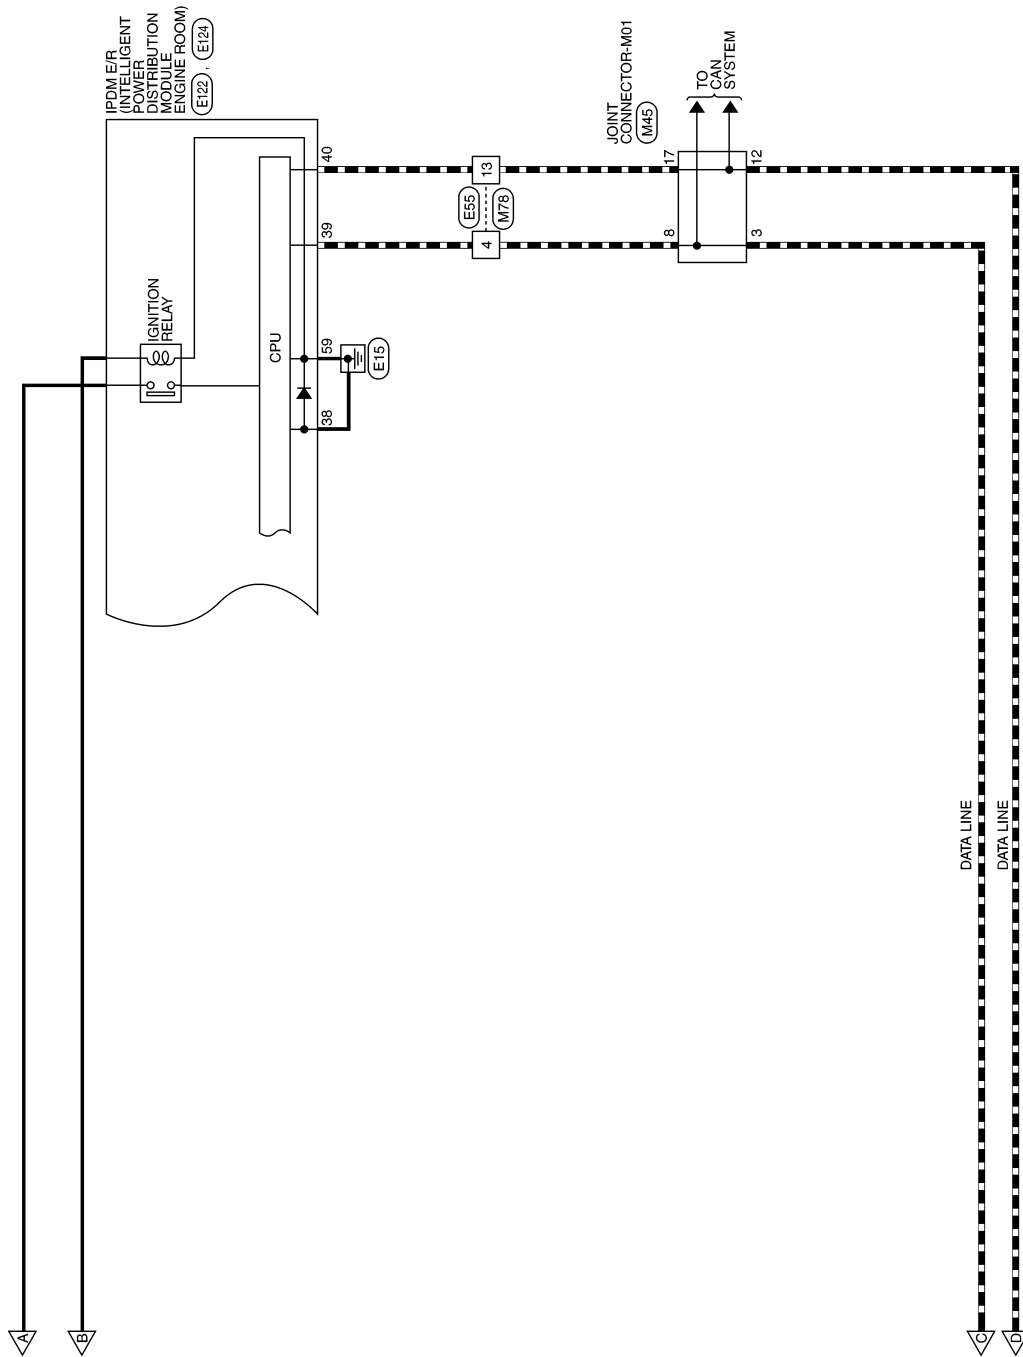 IPDM E/R
(INTELLIGENT
POWER
DISTRIBUTION
MODULE
ENGINE ROOM)
E122 , E124
IGNITION
RELAY
CPU
40
39
59
38
E15
13
4
E55
M78
JOINT
CONNECTOR-M01
M45
17
8
12
3
TO
CAN
SYSTEM
DATA LINE
DATA LINE
A
B
C
D